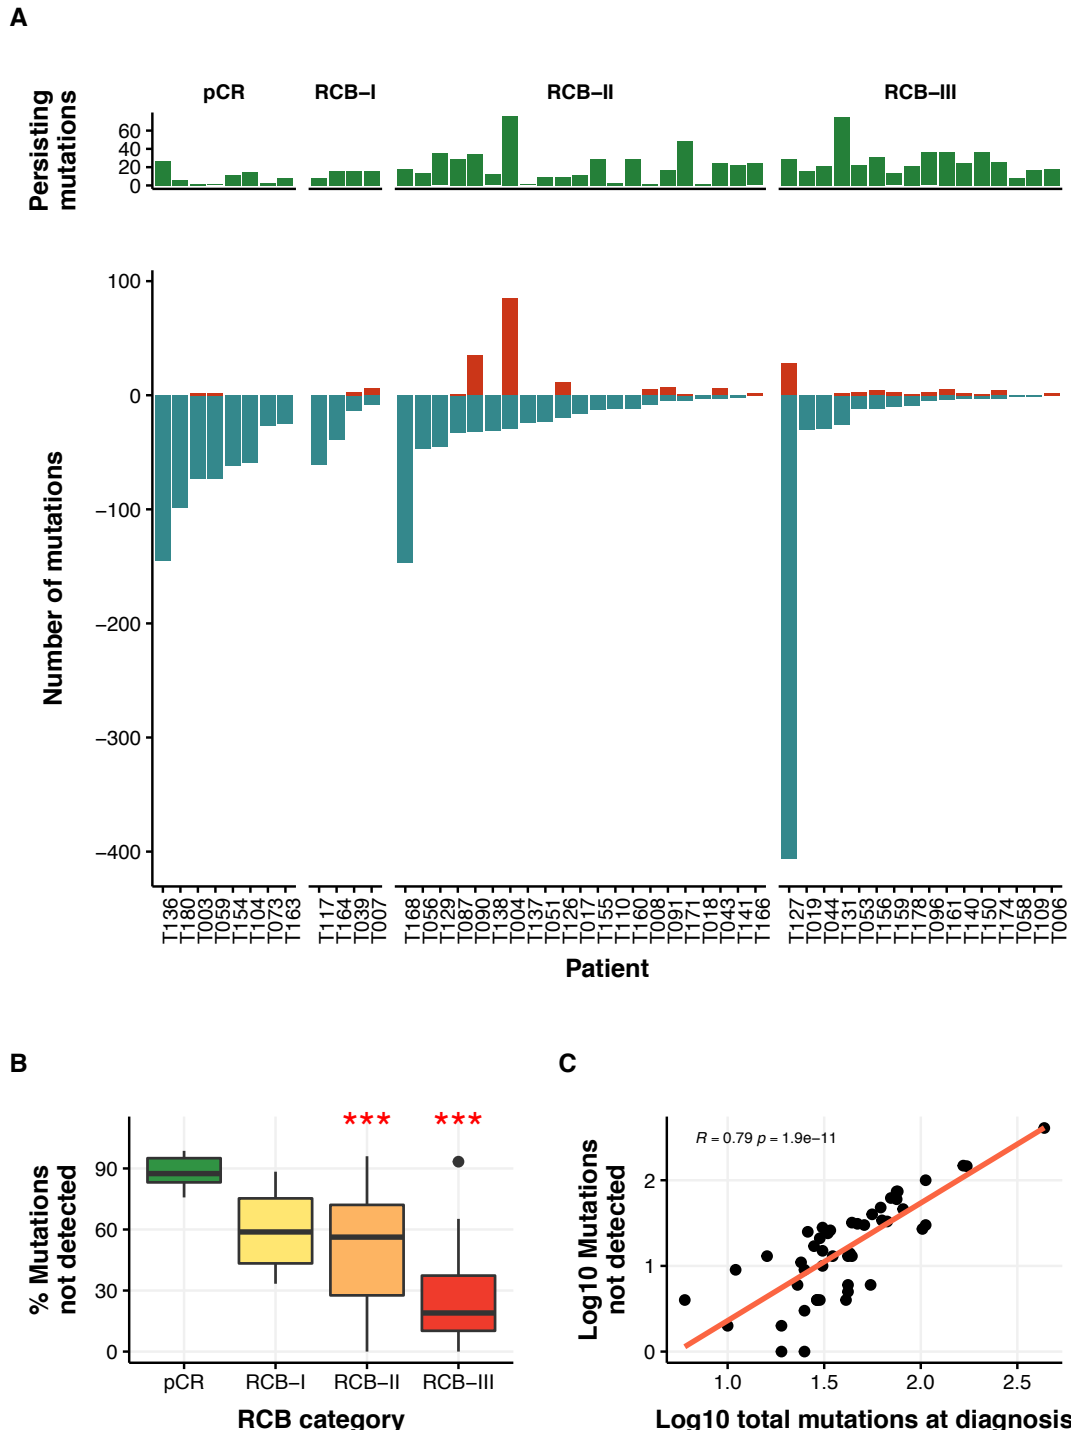 A
pCR RCB–I RCB–II RCB–III
Persisting
mutations
60
40
20
0
Number of mutations
100
0
−100
−200
−300
−400
T136 T180 T003 T059 T154 T104 T073 T163 T117 T164 T039 T007 T168 T056 T129 T087 T090 T138 T004 T137 T051 T126 T017 T155 T110 T160 T008 T091 T171 T018 T043 T141 T166 T127 T019 T044 T131 T053 T156 T159 T178 T096 T161 T140 T150 T174 T058 T109 T006
Patient
B
% Mutations
not detected
*** ***
90
60
30
0
pCR RCB–I RCB–II RCB–III
RCB category
C
Log10 Mutations
not detected
R = 0.79 p = 1.9e−11
2
1
0
1.0 1.5 2.0 2.5
Log10 total mutations at diagnosis